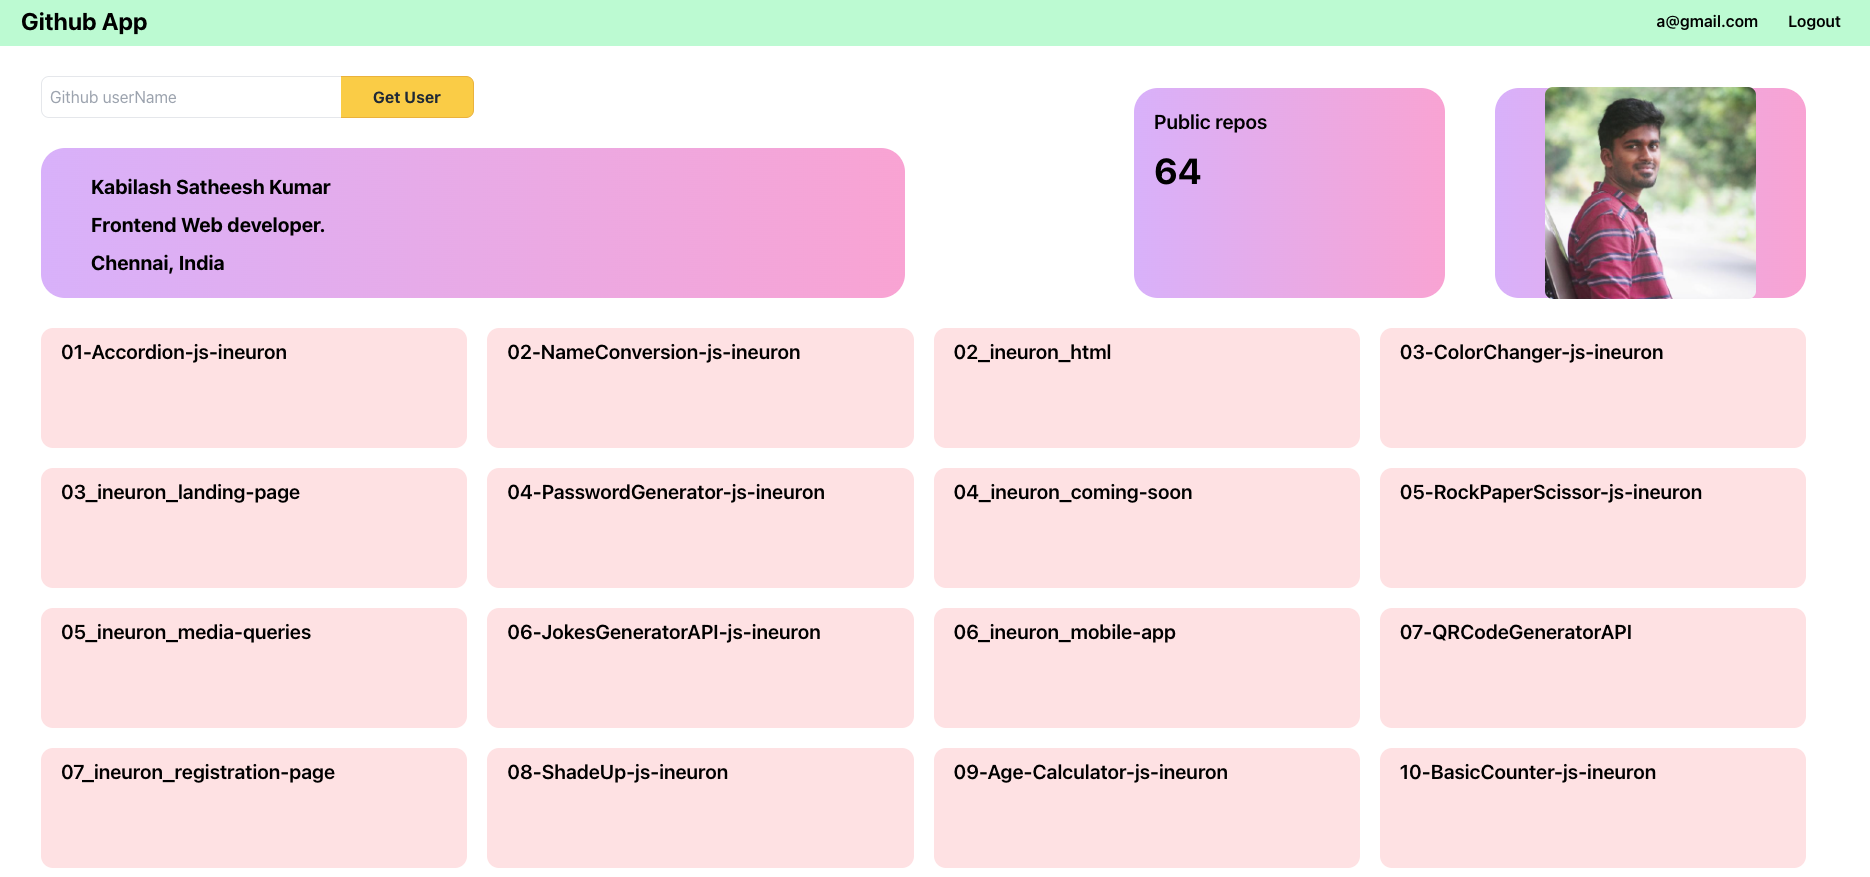 Github App
a@gmail.com
Logout
Github userName
Get User
Kabilash Satheesh Kumar
Frontend Web developer.
Chennai, India
Public repos
64
01-Accordion-js-ineuron
02-NameConversion-js-ineuron
02_ineuron_html
03-ColorChanger-js-ineuron
03_ineuron_landing-page
04-PasswordGenerator-js-ineuron
04_ineuron_coming-soon
05-RockPaperScissor-js-ineuron
05_ineuron_media-queries
06-JokesGeneratorAPI-js-ineuron
06_ineuron_mobile-app
07-QRCodeGeneratorAPI
07_ineuron_registration-page
08-ShadeUp-js-ineuron
09-Age-Calculator-js-ineuron
10-BasicCounter-js-ineuron